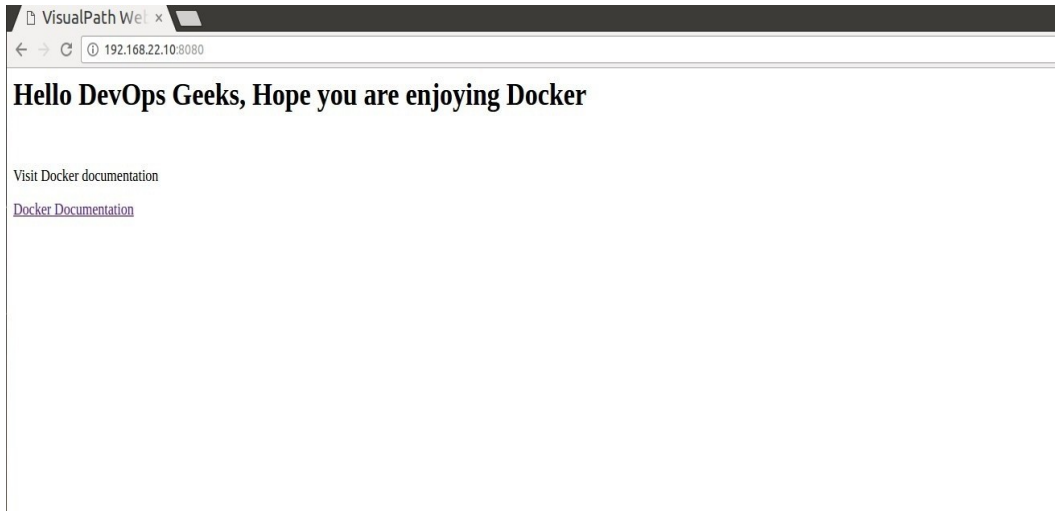 VisualPath We
192.168.22.10:8080
Hello DevOps Geeks, Hope you are enjoying Docker
Visit Docker documentation
Docker Documentation